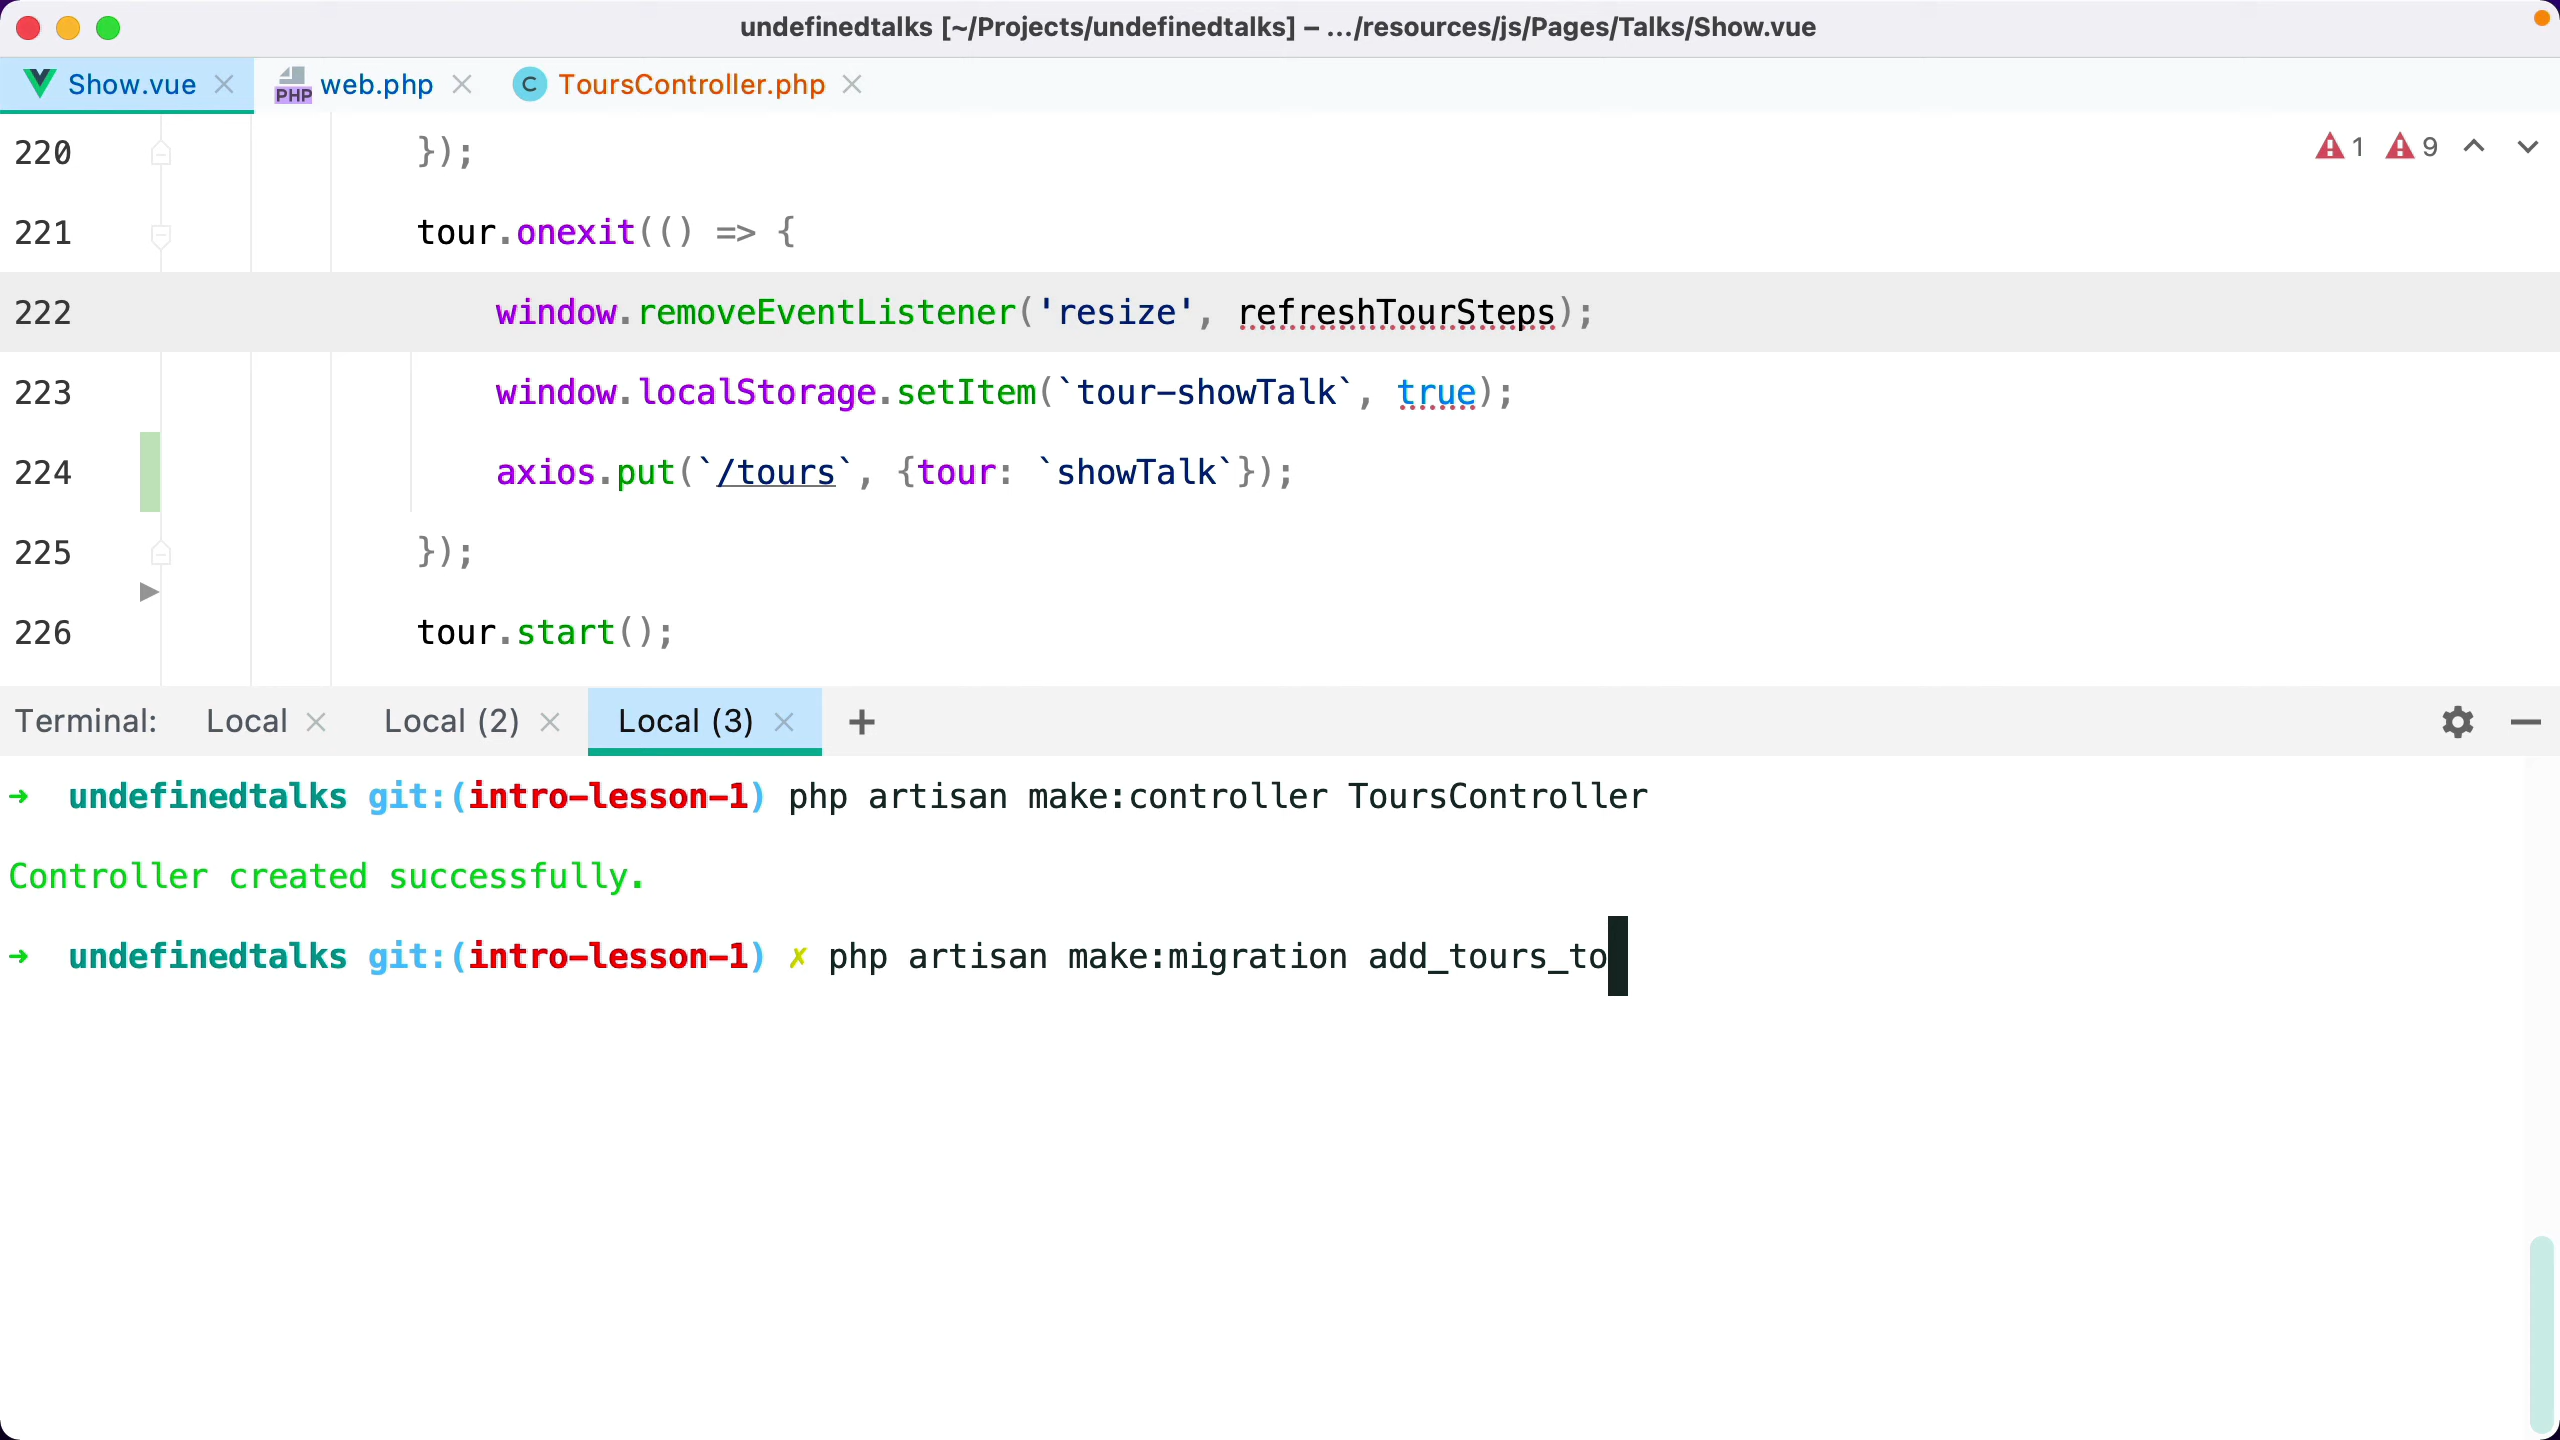 undefinedtalks [~/Projects/undefinedtalks] – .../resources/js/Pages/Talks/Show.vue
Show.vue PHP web.php C ToursController.php
220 });
1 9
221 tour.onexit(() => {
222 window.removeEventListener('resize', refreshTourSteps);
223 window.localStorage.setItem(`tour-showTalk`, true);
224 axios.put(`/tours`, {tour: `showTalk`});
225 });
226 tour.start();
Terminal: Local Local (2) Local (3) +
→ undefinedtalks git:(intro-lesson-1) php artisan make:controller ToursController
Controller created successfully.
→ undefinedtalks git:(intro-lesson-1) ✗ php artisan make:migration add_tours_to